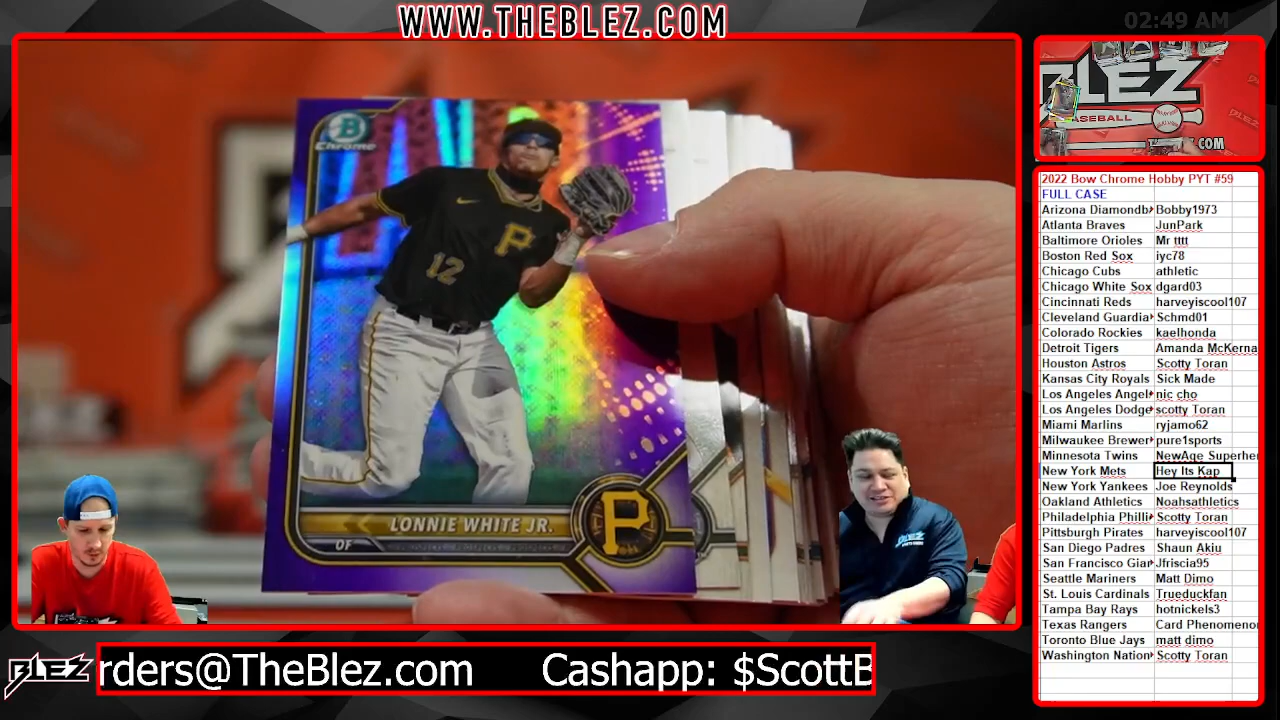 WWW.THEBLEZ.COM
02:49 AM
BLEZ
BASEBALL
.COM
B
Chrome
P
12
LONNIE WHITE JR.
OF
P
2022 Bow Chrome Hobby PYT #59
FULL CASE
Arizona Diamondb Bobby1973
Atlanta Braves JunPark
Baltimore Orioles Mr tttt
Boston Red Sox iyc78
Chicago Cubs athletic
Chicago White Sox dgard03
Cincinnati Reds harveyiscool107
Cleveland Guardia Schmd01
Colorado Rockies kaelhonda
Detroit Tigers Amanda McKerna
Houston Astros Scotty Toran
Kansas City Royals Sick Made
Los Angeles Angel nic cho
Los Angeles Dodge scotty Toran
Miami Marlins ryjamo62
Milwaukee Brewer pure1sports
Minnesota Twins NewAge Superher
New York Mets Hey Its Kap
New York Yankees Joe Reynolds
Oakland Athletics Noahsathletics
Philadelphia Philli Scotty Toran
Pittsburgh Pirates harveyiscool107
San Diego Padres Shaun Akiu
San Francisco Gian Jfriscia95
Seattle Mariners Matt Dimo
St. Louis Cardinals Trueduckfan
Tampa Bay Rays hotnickels3
Texas Rangers Card Phenomenor
Toronto Blue Jays matt dimo
Washington Nation Scotty Toran
BLEZ
BLEZ rders@TheBlez.com Cashapp: $ScottB